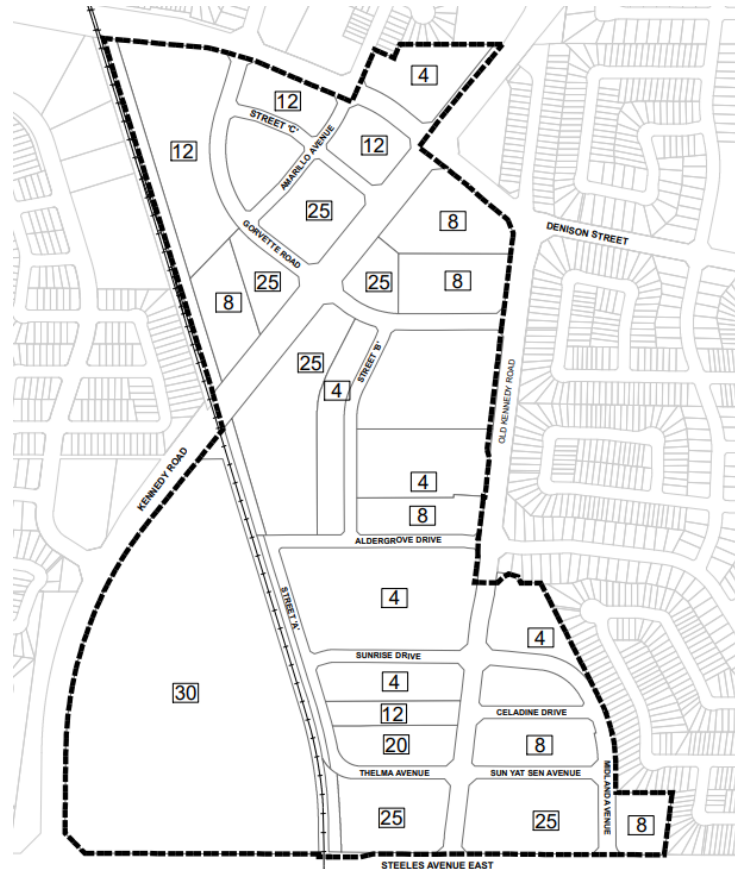 4
12
STREET 'C'
12
12
AMARILLO AVENUE
25
8
DENISON STREET
GORVETTE ROAD
25
25
8
8
25
STREET 'B'
4
OLD KENNEDY ROAD
KENNEDY ROAD
4
8
ALDERGROVE DRIVE
STREET 'A'
4
4
SUNRISE DRIVE
4
30
12
CELADINE DRIVE
20
8
THELMA AVENUE
SUN YAT SEN AVENUE
MIDLAND AVENUE
25
25
8
STEELES AVENUE EAST